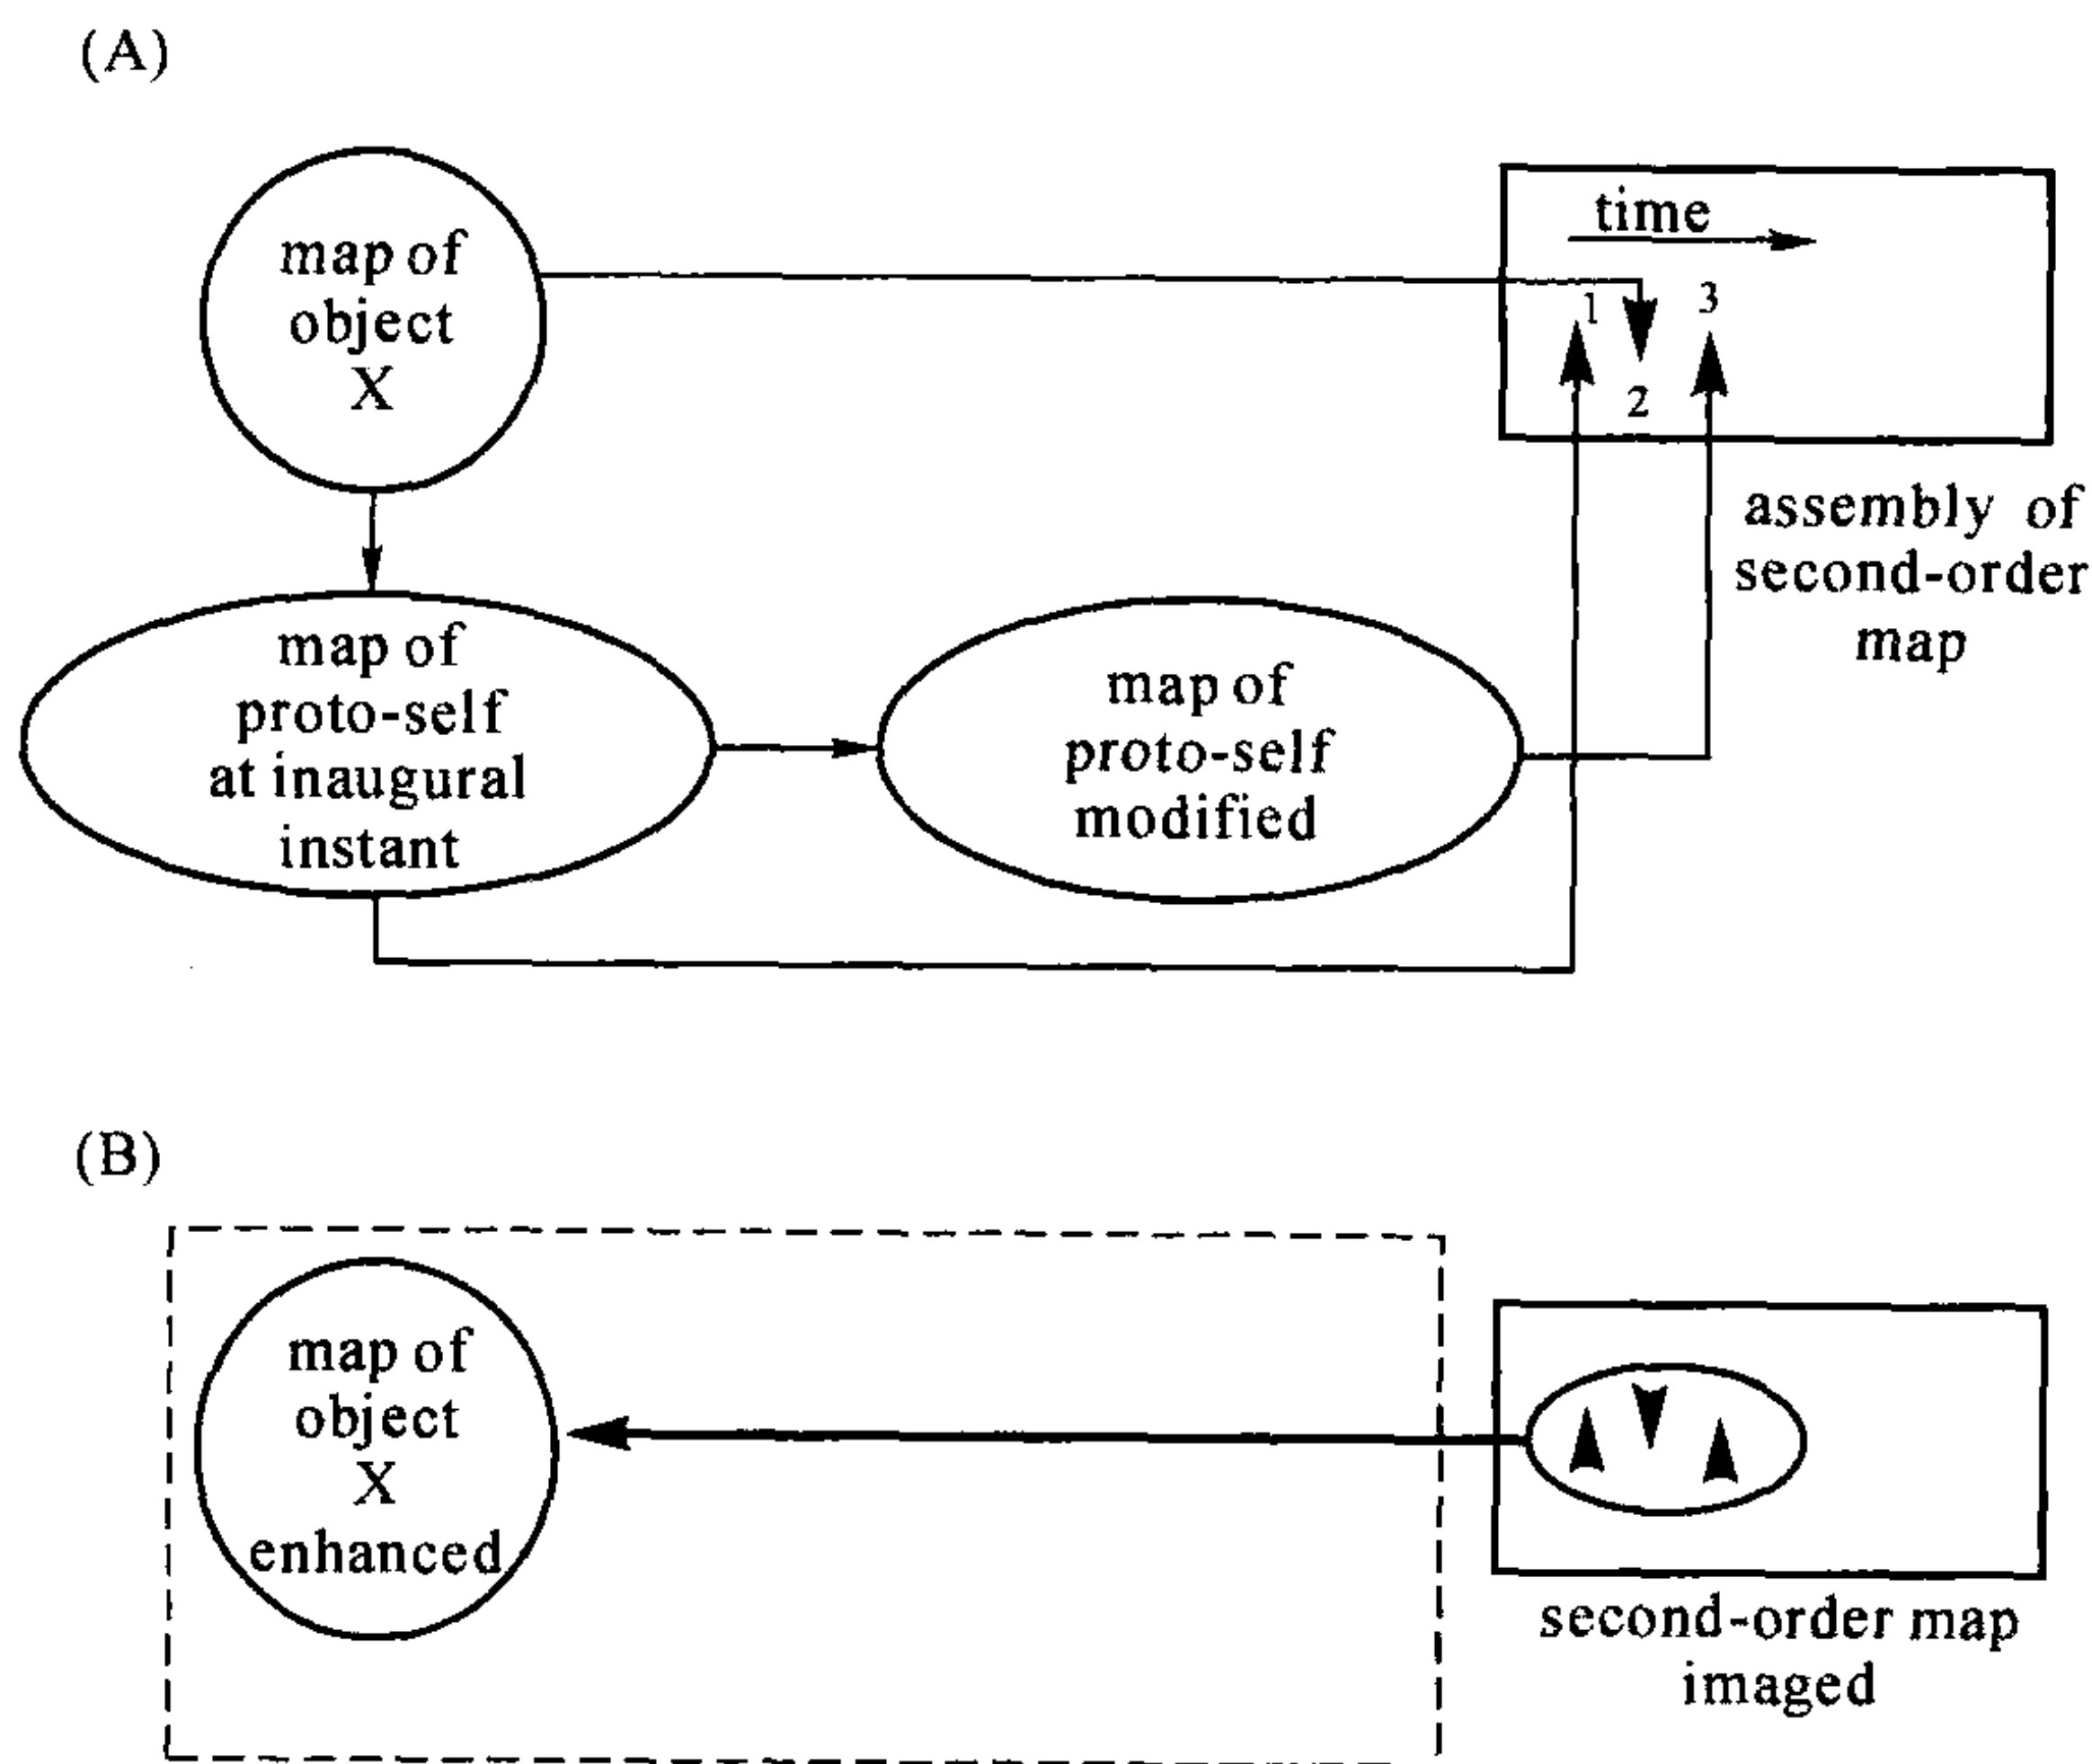 (A)
map of
object
X
time
1
3
2
assembly of
second-order
map
map of
proto-self
at inaugural
instant
map of
proto-self
modified
(B)
map of
object
X
enhanced
second-order map
imaged